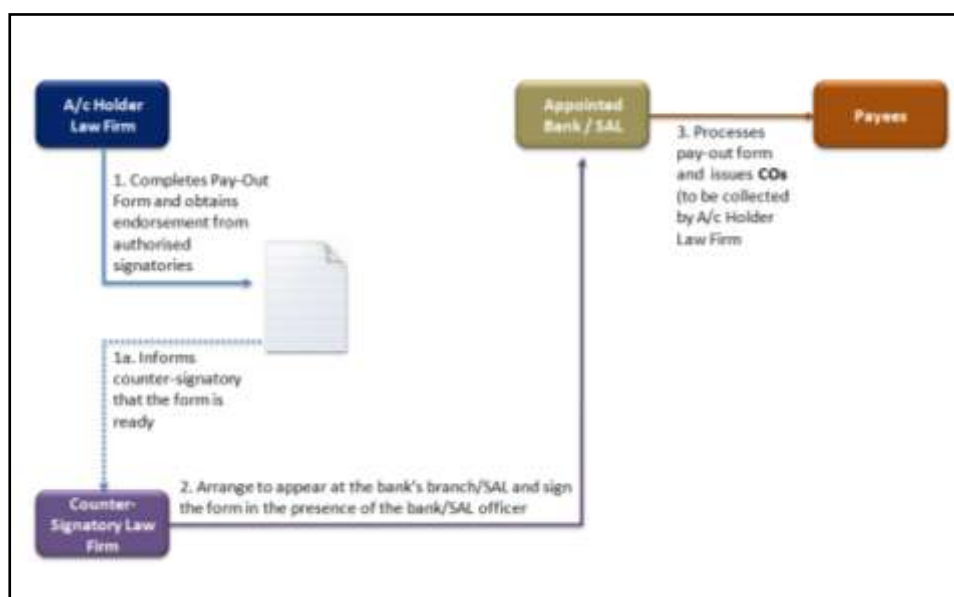 A/c Holder
Law Firm
Appointed
Bank / SAL
Payees
1. Completes Pay-Out
Form and obtains
endorsement from
authorised
signatories
3. Processes
pay-out form
and issues COs
(to be collected
by A/c Holder
Law Firm
1a. Informs
counter-signatory
that the form is
ready
2. Arrange to appear at the bank's branch/SAL and sign
the form in the presence of the bank/SAL officer
Counter-
Signatory Law
Firm